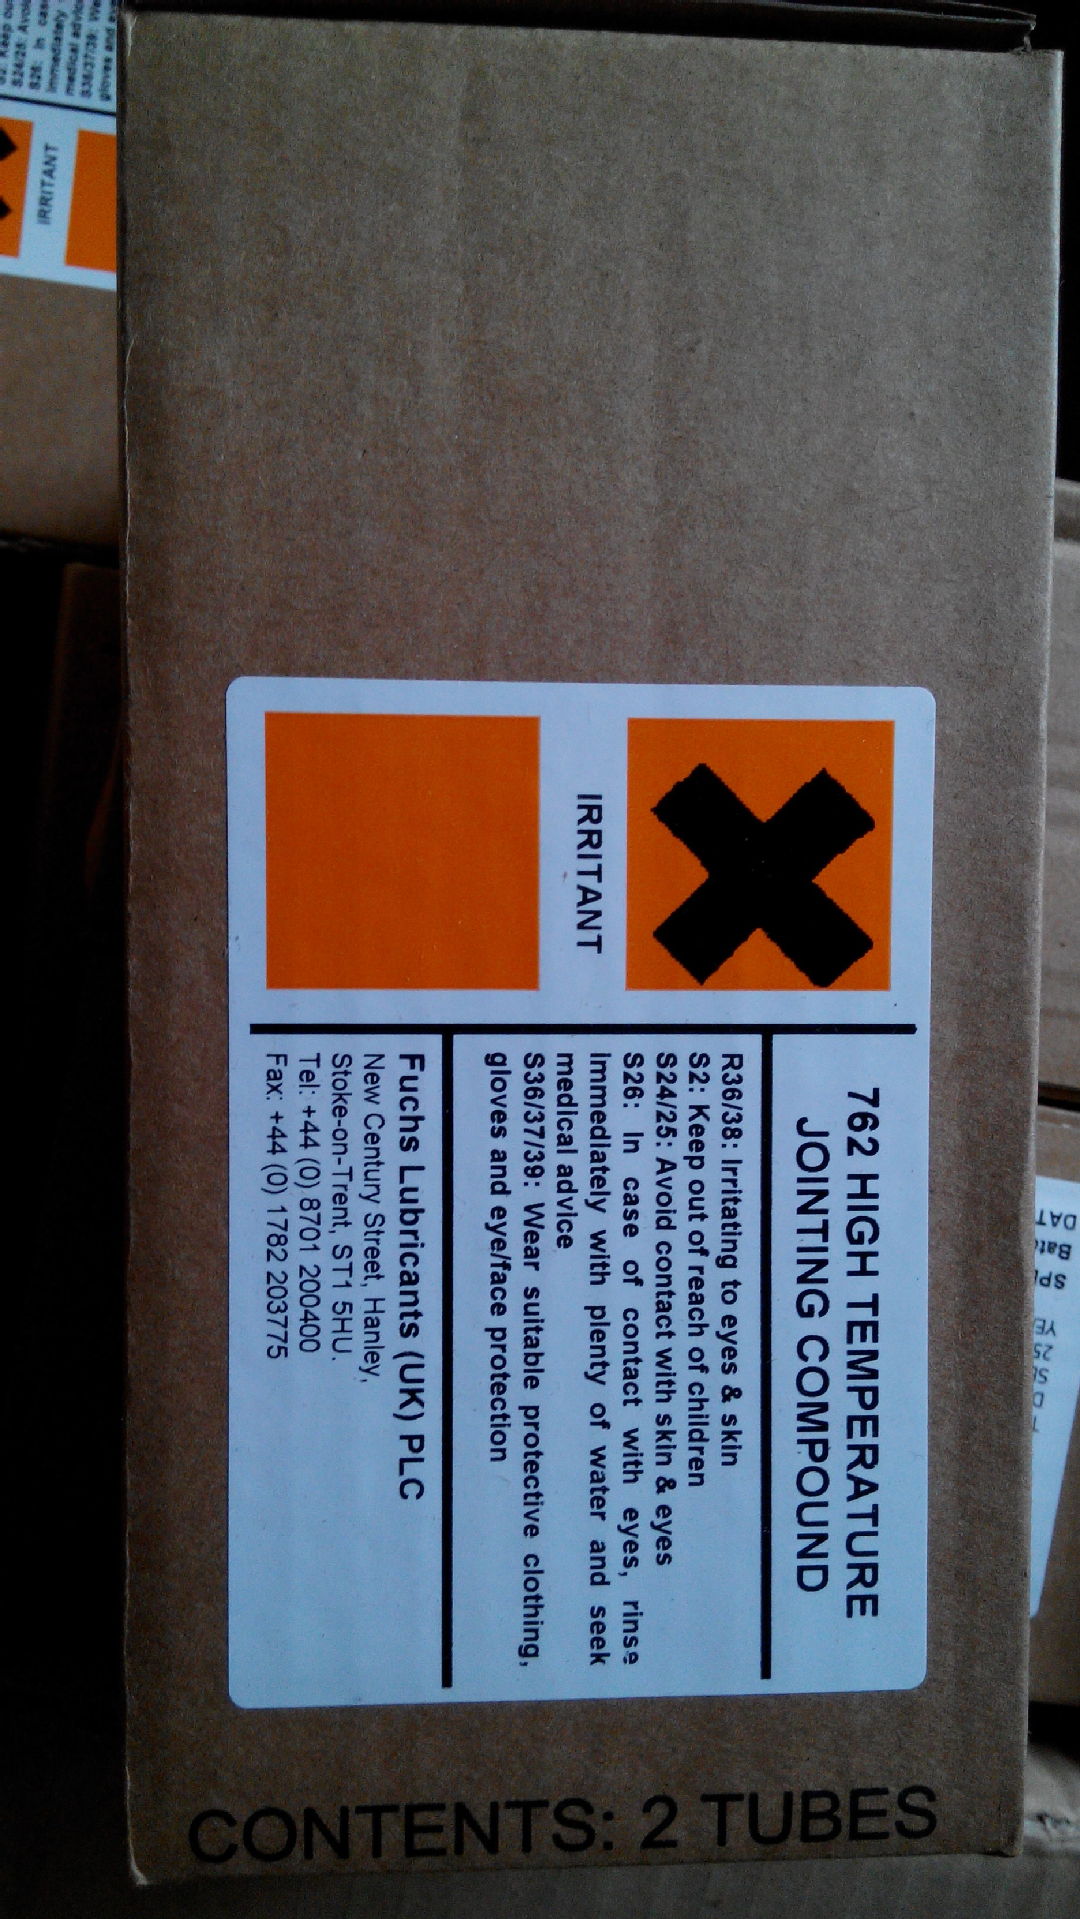 762 HIGH TEMPERATURE
JOINTING COMPOUND
IRRITANT
R36/38: Irritating to eyes & skin
S2: Keep out of reach of children
S24/25: Avoid contact with skin & eyes
S26: In case of contact with eyes, rinse
Immediately with plenty of water and seek
medical advice
S36/37/39: Wear suitable protective clothing,
gloves and eye/face protection
Fuchs Lubricants (UK) PLC
New Century Street, Hanley,
Stoke-on-Trent, ST1 5HU.
Tel: +44 (0) 8701 200400
Fax: +44 (0) 1782 203775
CONTENTS: 2 TUBES
IRRITANT